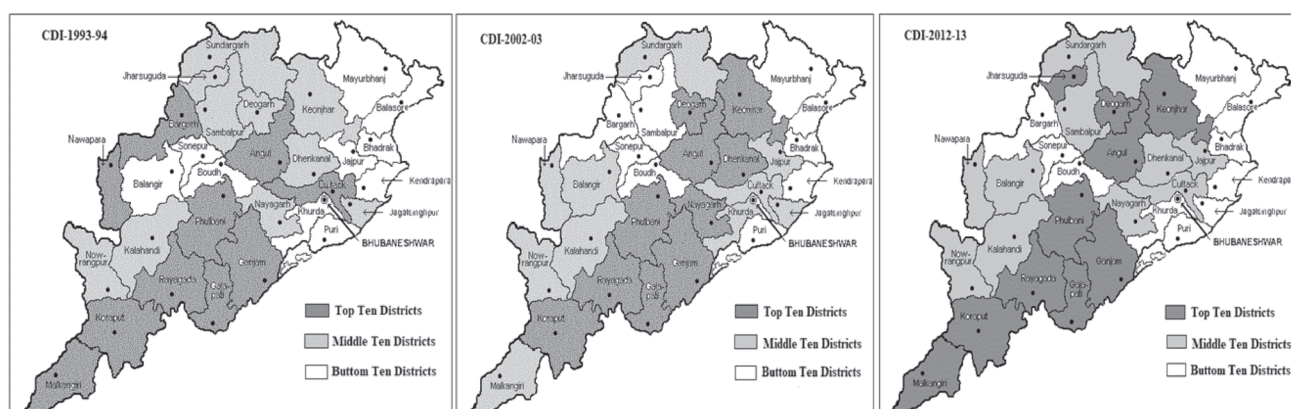 CDI-1993-94
Sundargarh
Jharsuguda
Mayurbhanj
Deogarh
Keonjhar
Balasore
Nawapara
Bargarh
Sambalpur
Sonepur
Bhadrak
Angul
Dhenkanal
Jajpur
Balangir
Boudh
Kendrapara
Cuttack
Nayagarh
Jagatsinghpur
Phulbani
Khurda
Kalahandi
Puri
BHUBANESHWAR
Now-
rangpur
Ganjam
Rayagada
Gaja-
pati
Koraput
Malkangiri
Top Ten Districts
Middle Ten Districts
Buttom Ten Districts
CDI-2002-03
Sundargarh
Jharsuguda
Mayurbhanj
Deogarh
Keonjhar
Balasore
Nawapara
Bargarh
Sambalpur
Sonepur
Bhadrak
Angul
Dhenkanal
Jajpur
Balangir
Boudh
Kendrapara
Cuttack
Nayagarh
Jagatsinghpur
Phulbani
Khurda
Kalahandi
Puri
BHUBANESHWAR
Now-
rangpur
Ganjam
Rayagada
Gaja-
pati
Koraput
Malkangiri
Top Ten Districts
Middle Ten Districts
Buttom Ten Districts
CDI-2012-13
Sundargarh
Jharsuguda
Mayurbhanj
Deogarh
Keonjhar
Balasore
Nawapara
Bargarh
Sambalpur
Sonepur
Bhadrak
Angul
Dhenkanal
Jajpur
Balangir
Boudh
Kendrapara
Cuttack
Nayagarh
Jagatsinghpur
Phulbani
Khurda
Kalahandi
Puri
BHUBANESHWAR
Now-
rangpur
Ganjam
Rayagada
Gaja-
pati
Koraput
Malkangiri
Top Ten Districts
Middle Ten Districts
Buttom Ten Districts